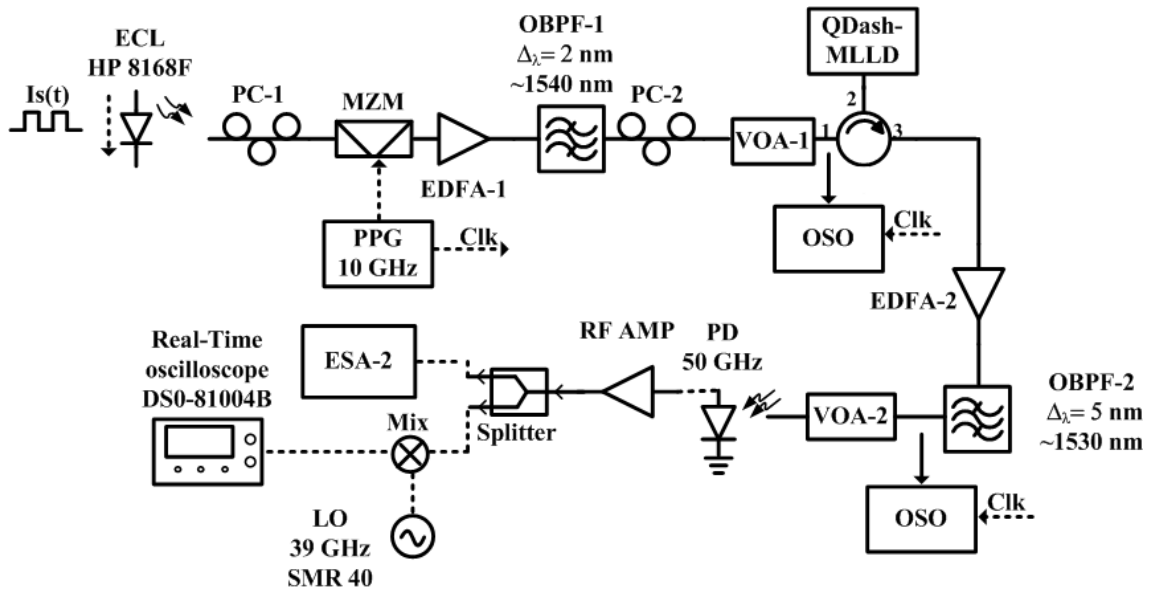 ECL
HP 8168F
Is(t)
PC-1
MZM
EDFA-1
PPG
10 GHz
Clk
OBPF-1
Δλ= 2 nm
~1540 nm
PC-2
VOA-1
1
2
3
QDash-
MLLD
OSO
Clk
EDFA-2
OBPF-2
Δλ= 5 nm
~1530 nm
VOA-2
OSO
Clk
PD
50 GHz
RF AMP
Splitter
ESA-2
Mix
LO
39 GHz
SMR 40
Real-Time
oscilloscope
DS0-81004B